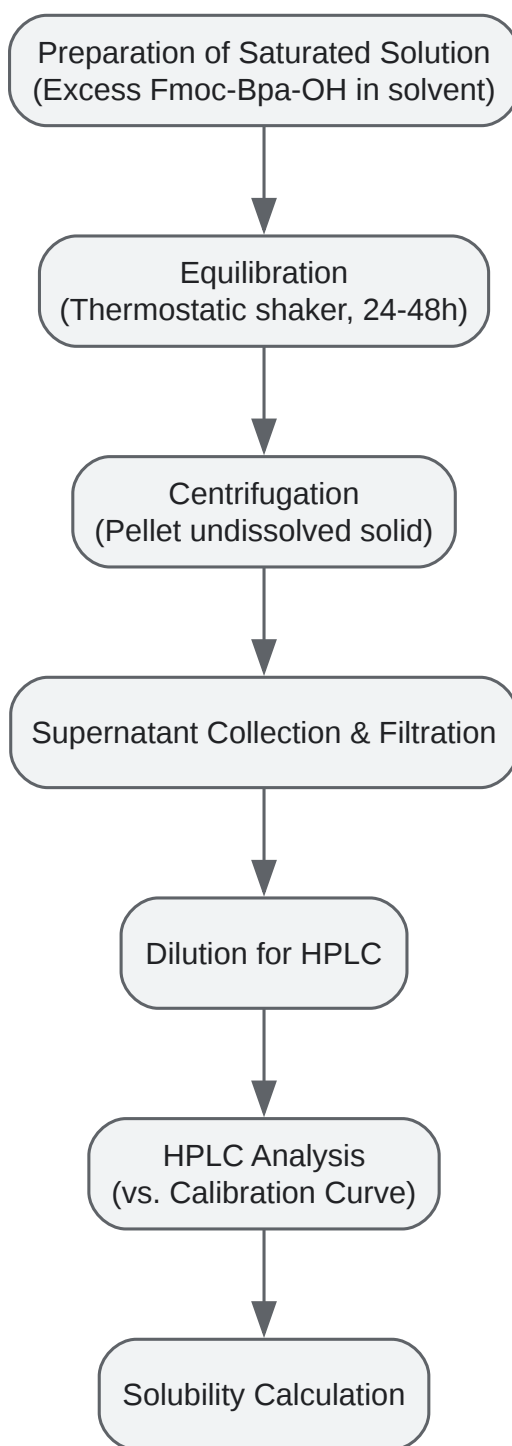 Preparation of Saturated Solution
(Excess Fmoc-Bpa-OH in solvent)
Equilibration
(Thermostatic shaker, 24-48h)
Centrifugation
(Pellet undissolved solid)
Supernatant Collection & Filtration
Dilution for HPLC
HPLC Analysis
(vs. Calibration Curve)
Solubility Calculation